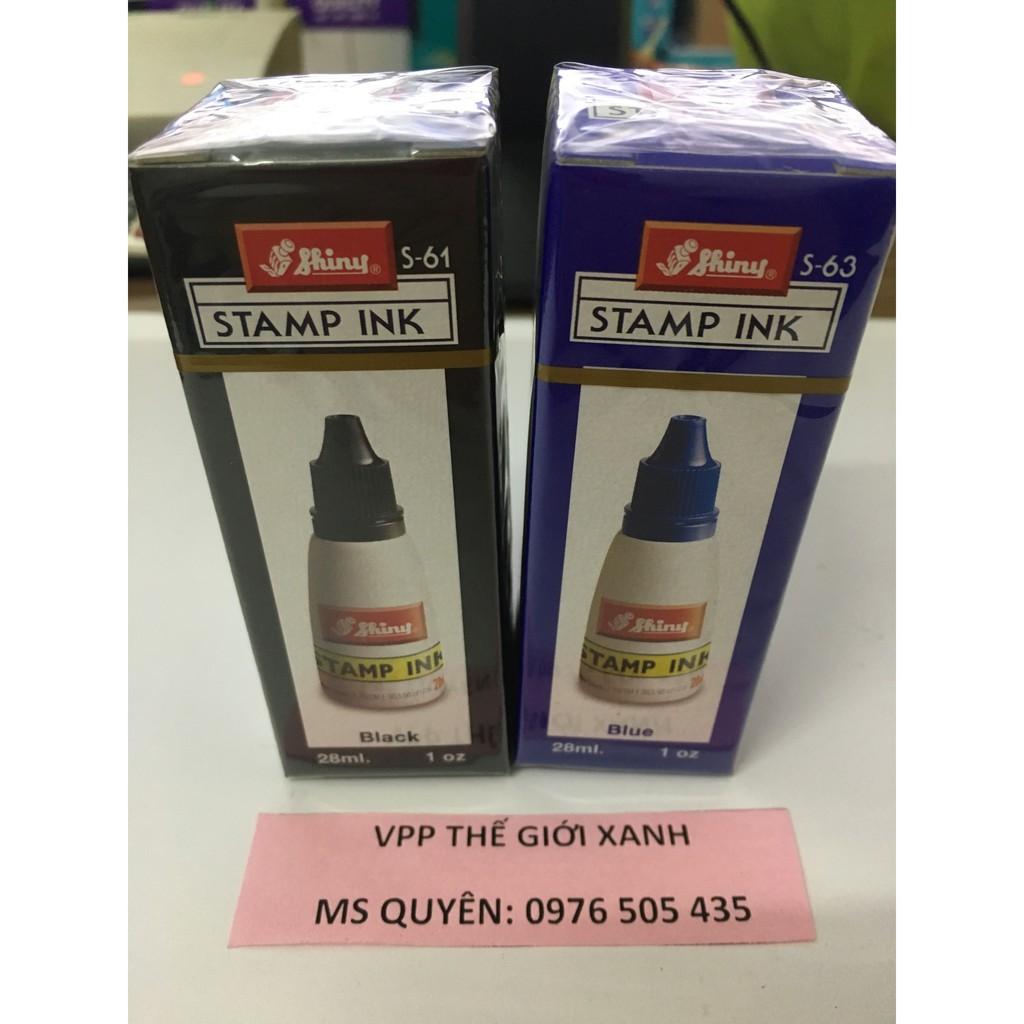 Shiny® S-61
STAMP INK
Shiny
STAMP INK
Black
28ml. 1 oz
Shiny® S-63
STAMP INK
Shiny
STAMP INK
Blue
28ml. 1 oz
VPP THẾ GIỚI XANH
MS QUYÊN: 0976 505 435